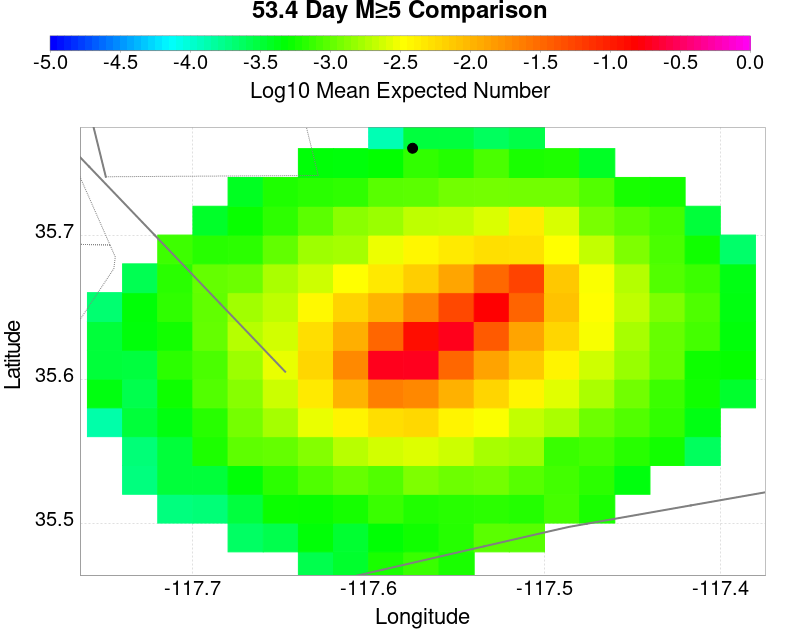 53.4 Day M≥5 Comparison
-5.0 -4.5 -4.0 -3.5 -3.0 -2.5 -2.0 -1.5 -1.0 -0.5 0.0
Log10 Mean Expected Number
35.7
35.6
35.5
Latitude
-117.7 -117.6 -117.5 -117.4
Longitude